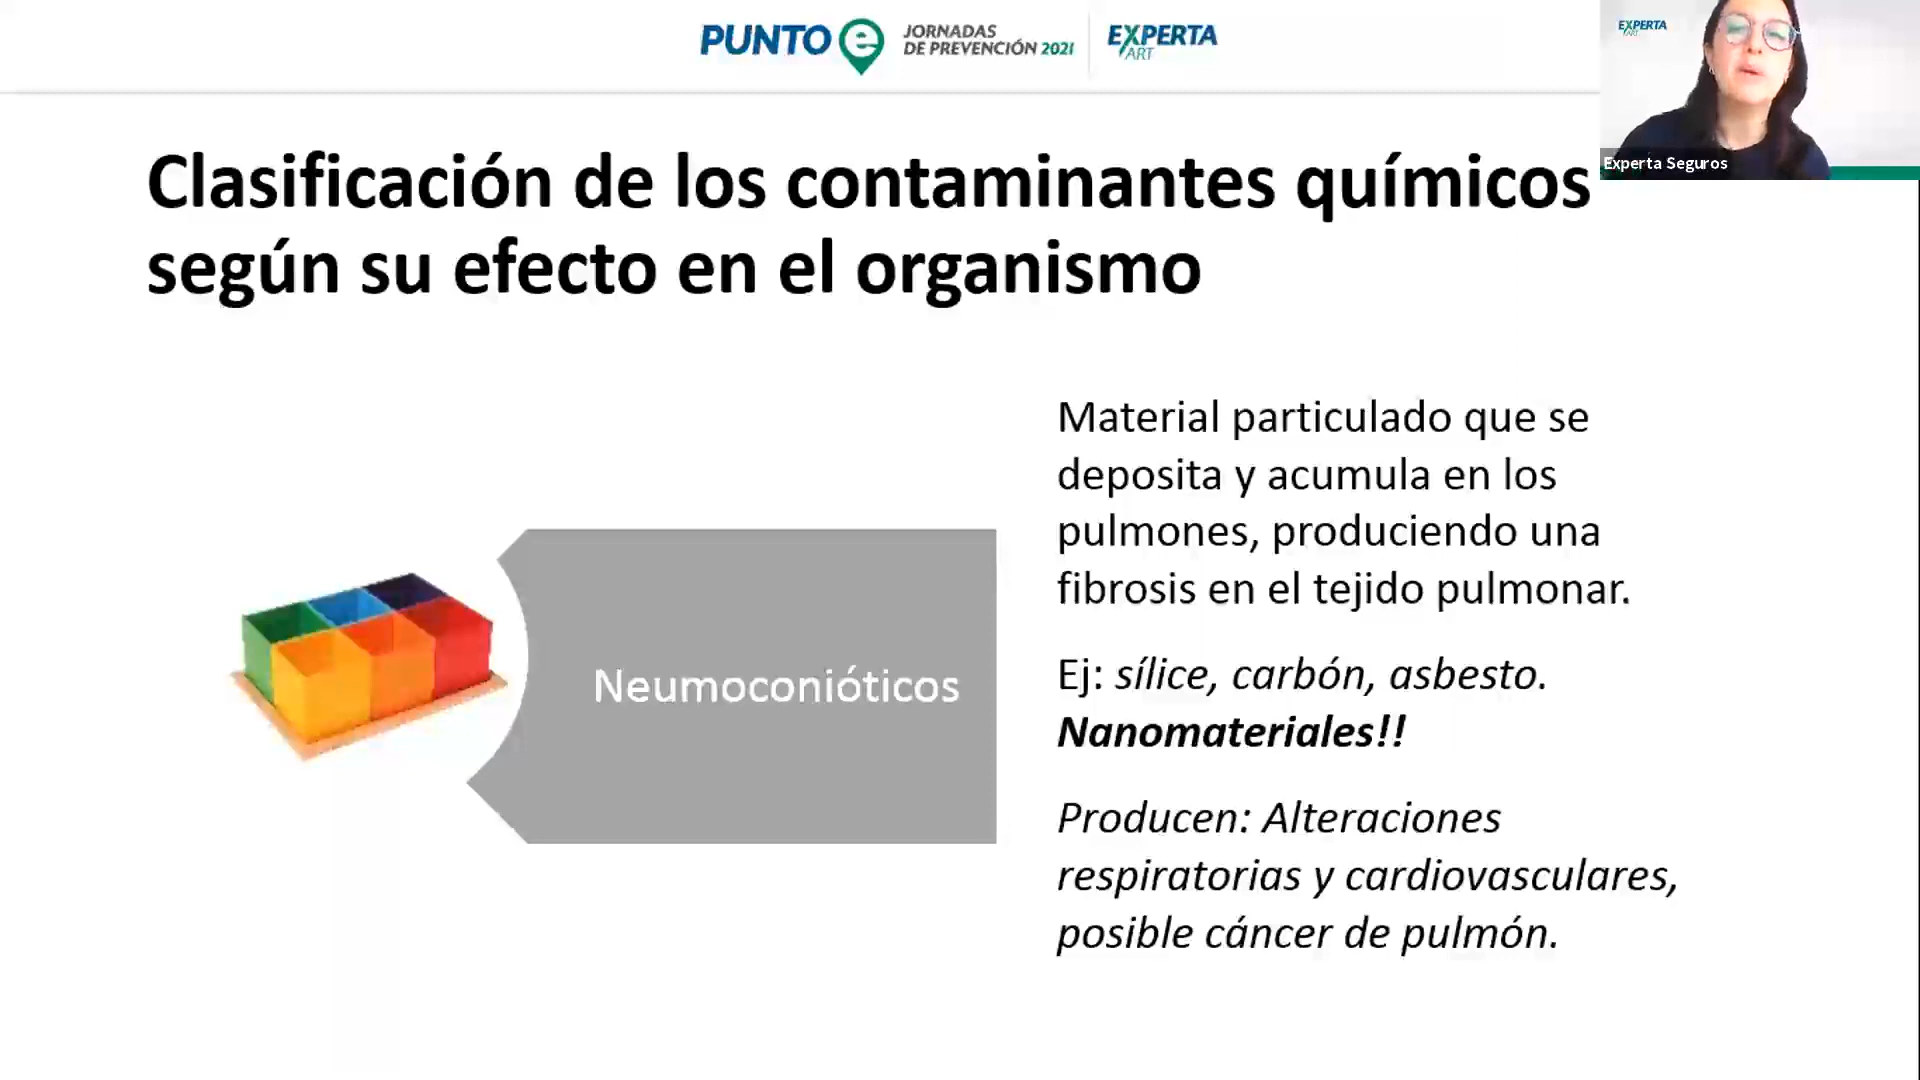 PUNTO e
JORNADAS
DE PREVENCIÓN 2021
EXPERTA
ART
EXPERTA
ART
Experta Seguros
Clasificación de los contaminantes químicos
según su efecto en el organismo
Neumoconióticos
Material particulado que se
deposita y acumula en los
pulmones, produciendo una
fibrosis en el tejido pulmonar.
Ej: sílice, carbón, asbesto.
Nanomateriales!!
Producen: Alteraciones
respiratorias y cardiovasculares,
posible cáncer de pulmón.